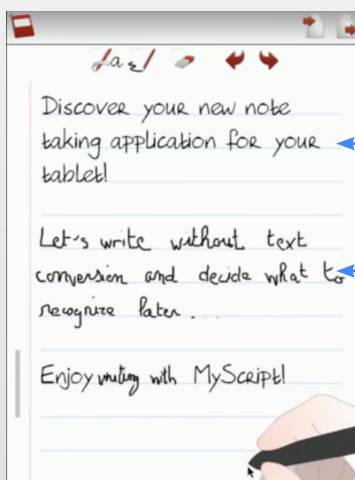 Discover your new note
taking application for your
tablet!
Let's write without text
conversion and decide what to
recognize later...
Enjoy writing with MyScript!